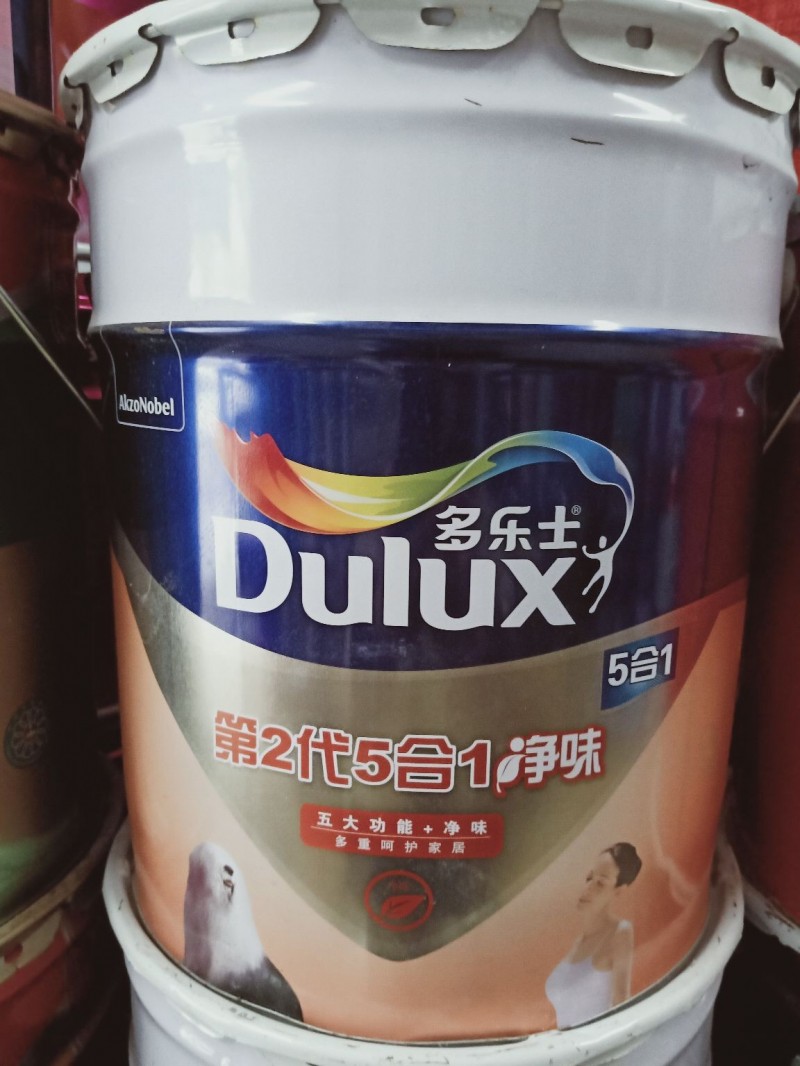 AkzoNobel
多乐士®
Dulux
5合1
第2代5合1净味
五大功能+净味
多重呵护家居